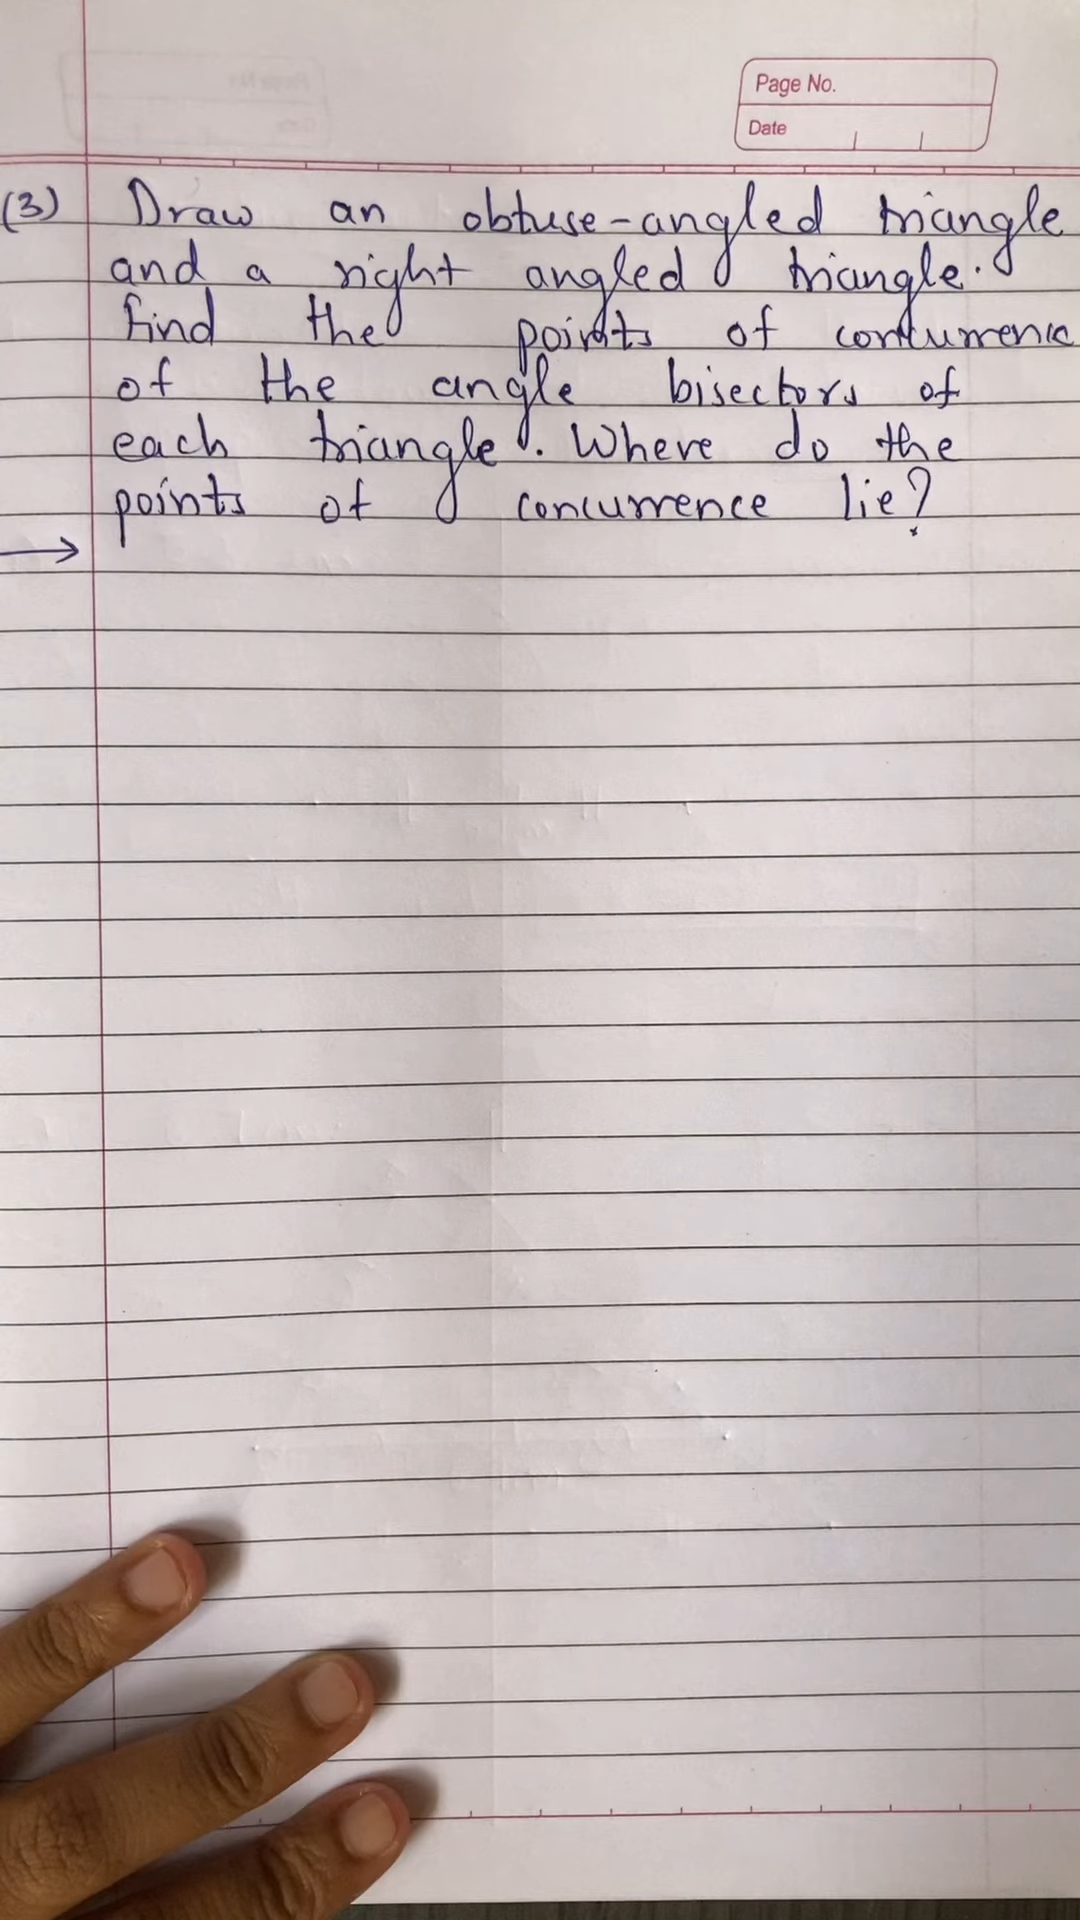 Page No.
Date
(3) Draw an obtuse-angled triangle
and a right angled triangle.
find the points of concurrence
of the angle bisectors of
each triangle. Where do the
points of concurrence lie?
→